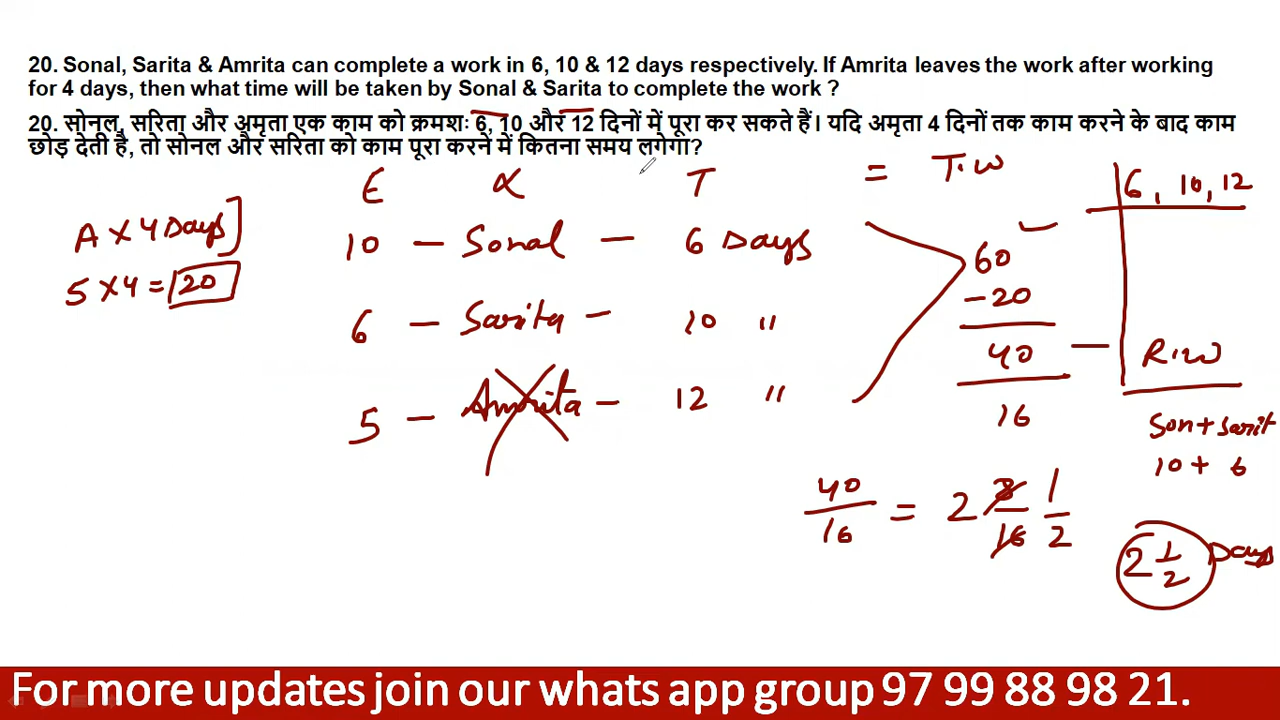 20. Sonal, Sarita & Amrita can complete a work in 6, 10 & 12 days respectively. If Amrita leaves the work after working
for 4 days, then what time will be taken by Sonal & Sarita to complete the work ?
20. सोनल, सरिता और अमृता एक काम को क्रमशः 6, 10 और 12 दिनों में पूरा कर सकते हैं। यदि अमृता 4 दिनों तक काम करने के बाद काम
छोड़ देती है, तो सोनल और सरिता को काम पूरा करने में कितना समय लगेगा?
E ∝ T = T.W
6, 10, 12
A × 4 Days]
5 × 4 = 20
10 – Sonal – 6 Days
6 – Sarita – 10 "
5 – Amrita – 12 "
60
-20
40 — R.W
16
Son + Sarit
10 + 6
40/16 = 2 8/16 1/2
2 1/2 Days
For more updates join our whats app group 97 99 88 98 21.